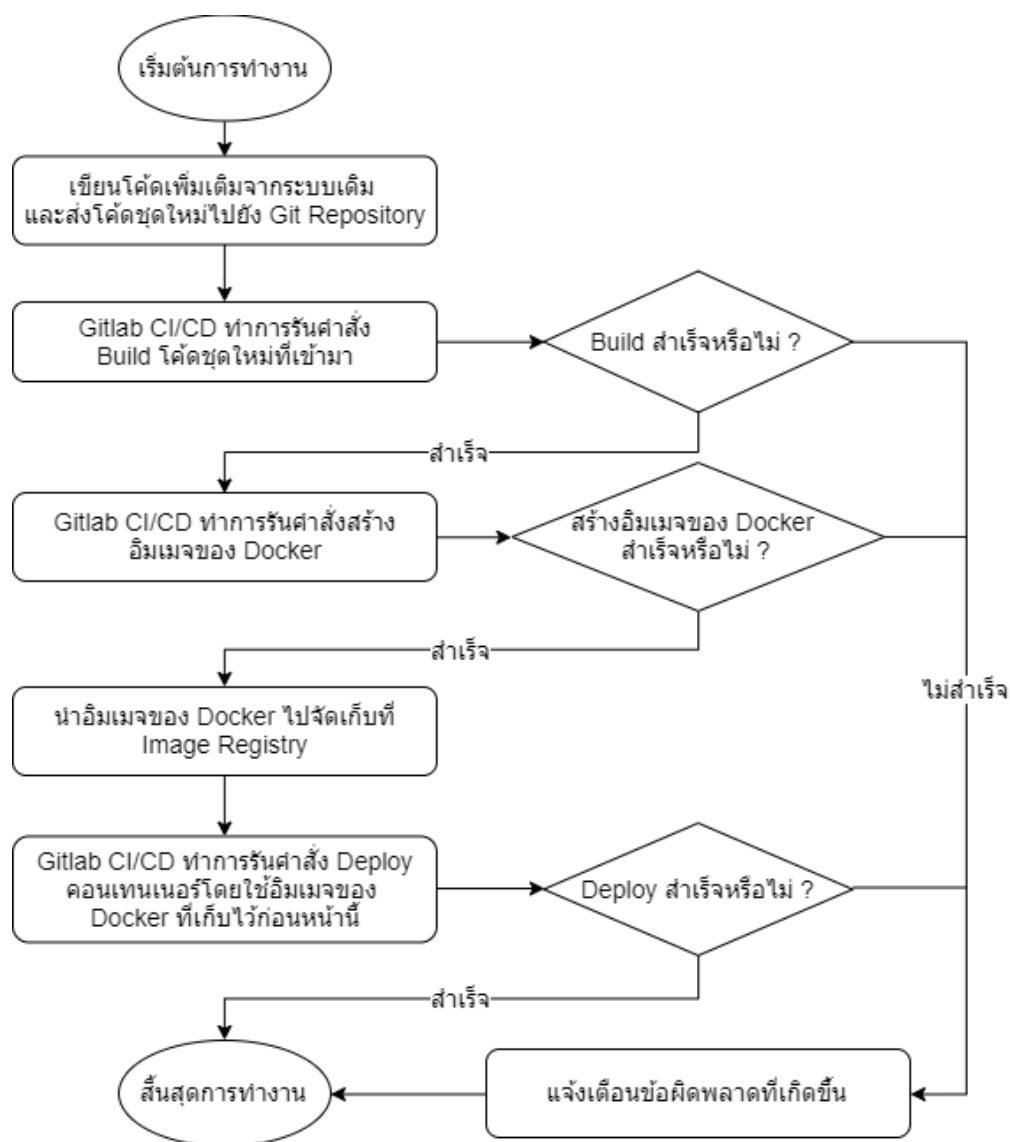 เริ่มต้นการทำงาน
เขียนโค้ดเพิ่มเติมจากระบบเดิม
และส่งโค้ดชุดใหม่ไปยัง Git Repository
Gitlab CI/CD ทำการรันคำสั่ง
Build โค้ดชุดใหม่ที่เข้ามา
Build สำเร็จหรือไม่ ?
สำเร็จ
Gitlab CI/CD ทำการรันคำสั่งสร้าง
อิมเมจของ Docker
สร้างอิมเมจของ Docker
สำเร็จหรือไม่ ?
สำเร็จ
ไม่สำเร็จ
นำอิมเมจของ Docker ไปจัดเก็บที่
Image Registry
Gitlab CI/CD ทำการรันคำสั่ง Deploy
คอนเทนเนอร์โดยใช้อิมเมจของ
Docker ที่เก็บไว้ก่อนหน้านี้
Deploy สำเร็จหรือไม่ ?
สำเร็จ
สิ้นสุดการทำงาน
แจ้งเตือนข้อผิดพลาดที่เกิดขึ้น